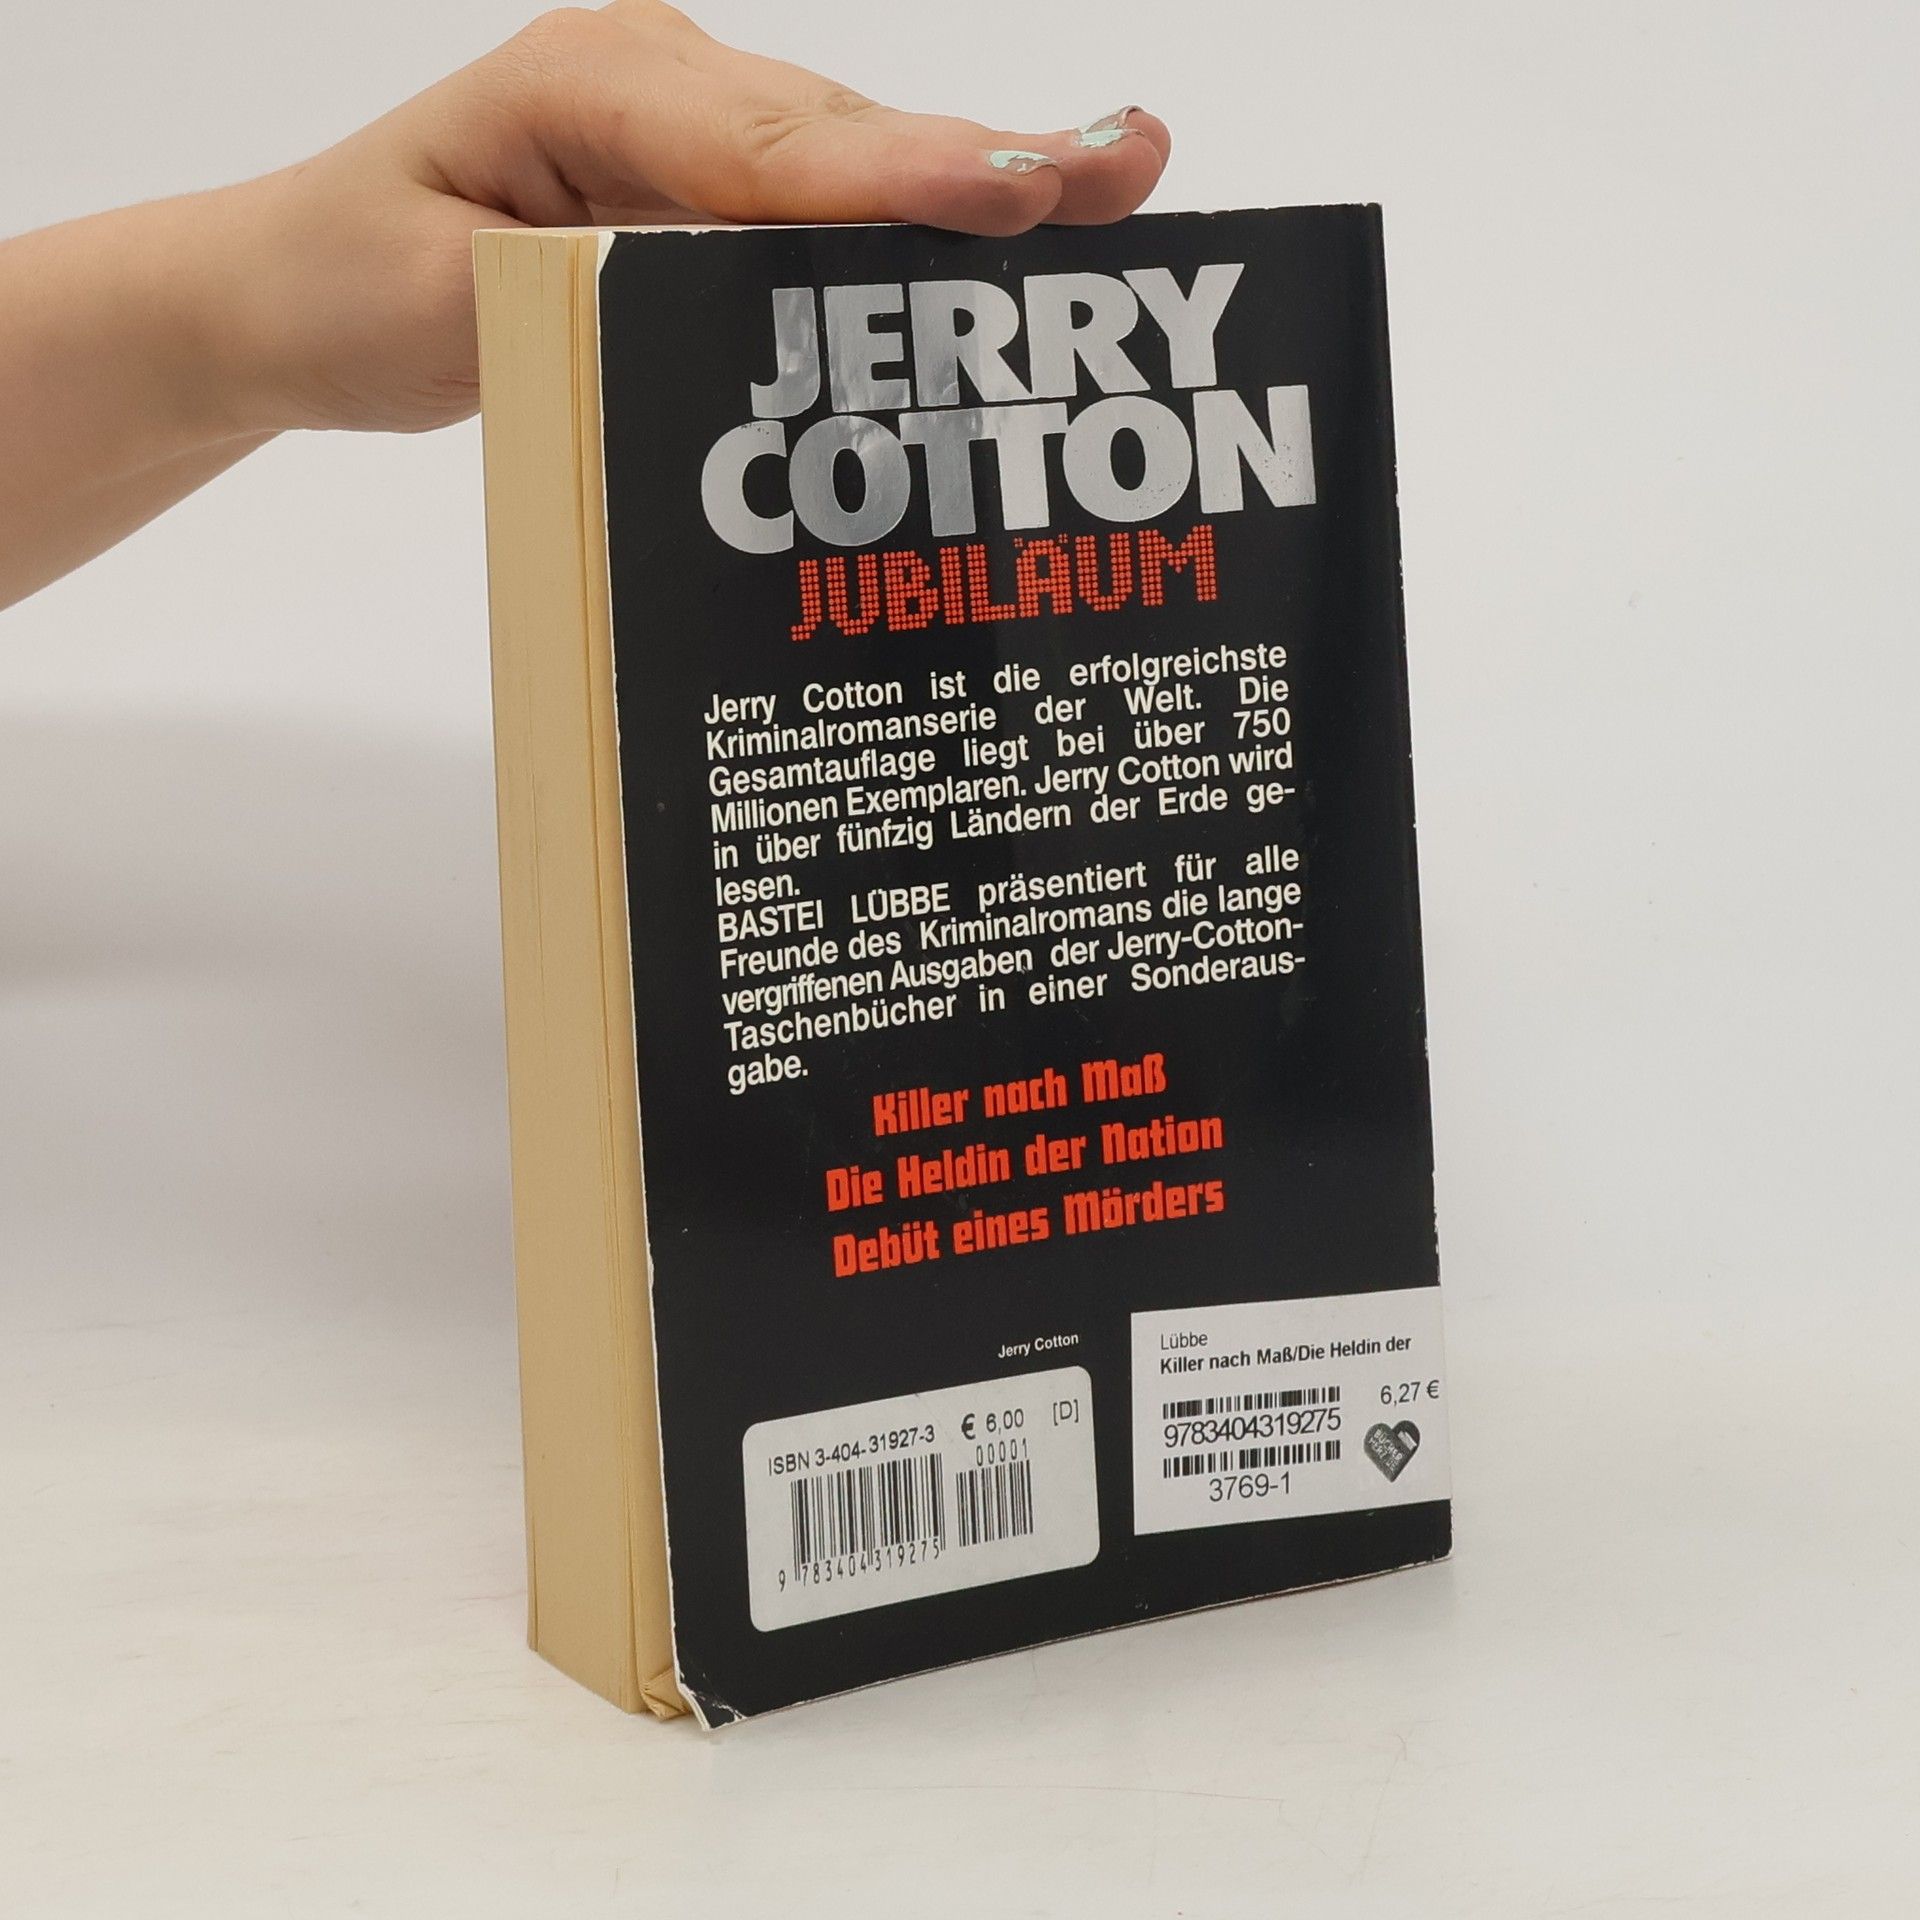 JERRY
COTTON
JUBILÄUM
Jerry Cotton ist die erfolgreichste
Kriminalromanserie der Welt. Die
Gesamtauflage liegt bei über 750
Millionen Exemplaren. Jerry Cotton wird
in über fünfzig Ländern der Erde ge-
lesen.
BASTEI LÜBBE präsentiert für alle
Freunde des Kriminalromans die lange
vergriffenen Ausgaben der Jerry-Cotton-
Taschenbücher in einer Sonderaus-
gabe.
Killer nach Maß
Die Heldin der Nation
Debüt eines Mörders
Jerry Cotton
ISBN 3-404-31927-3 € 6,00 [D]
00001
9 783404 319275
Lübbe
Killer nach Maß/Die Heldin der
6,27 €
9783404319275
3769-1
BÜCHER
HERZ.DE